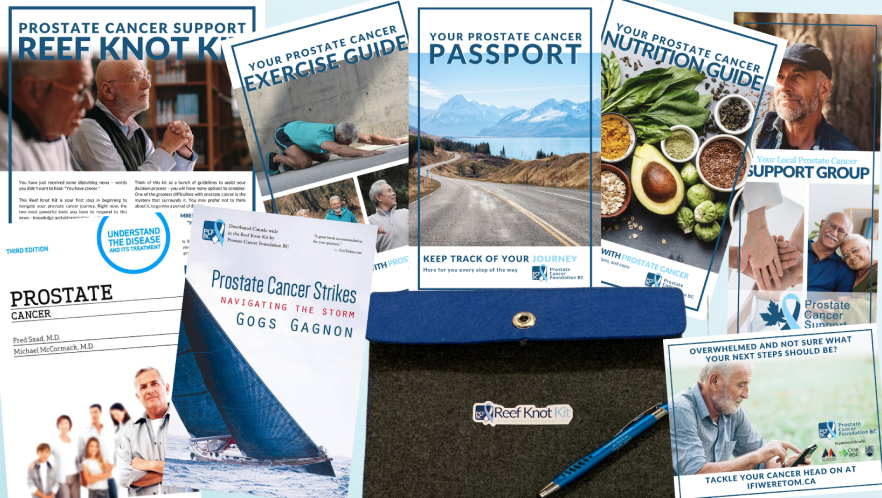 PROSTATE CANCER SUPPORT
REEF KNOT
You have just received some disturbing news – words
you didn't want to hear: "You have cancer."
This Reef Knot Kit is your first step in beginning to
navigate your prostate cancer journey. Right now, the
two most powerful tools you have to respond to this
news - knowledge and
Think of this kit as a bunch of guidelines to assist your
decision process – you will have many options to consider.
One of the greatest difficulties with prostate cancer is the
mystery that surrounds it. You may prefer not to think
about it, to go into a period of
YOUR PROSTATE CANCER
EXERCISE GUIDE
WITH
YOUR PROSTATE CANCER
PASSPORT
KEEP TRACK OF YOUR JOURNEY
Here for you every step of the way
Prostate
Cancer
Foundation BC
YOUR PROSTATE CANCER
NUTRITION GUIDE
WITH PROSTATE CANCER
Prostate
Cancer
Foundation BC
Your Local Prostate Cancer
SUPPORT GROUP
Prostate
Cancer
Support
THIRD EDITION
UNDERSTAND
THE DISEASE
AND ITS TREATMENT
PROSTATE
CANCER
Fred Saad, M.D.
Michael McCormack, M.D.
Distributed Canada wide
in the Reef Knot Kit by
Prostate Cancer Foundation BC
Prostate Cancer Strikes
NAVIGATING THE STORM
GOGS GAGNON
Reef Knot Kit
OVERWHELMED AND NOT SURE WHAT
YOUR NEXT STEPS SHOULD BE?
Prostate
Cancer
Foundation BC
TACKLE YOUR CANCER HEAD ON AT
IFIWERETOM.CA